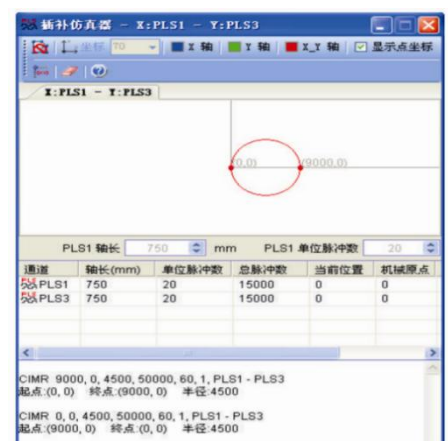 插补仿真器 - X:PLS1 - Y:PLS3
坐标 T0 X 轴 Y 轴 X_Y 轴 显示点坐标
X:PLS1 - Y:PLS3
(0,0) (9000,0)
PLS1 轴长 750 mm PLS1 单位脉冲数 20
通道 轴长(mm) 单位脉冲数 总脉冲数 当前位置 机械原点
PLS1 750 20 15000 0 0
PLS3 750 20 15000 0 0
CIMR 9000, 0, 4500, 50000, 60, 1, PLS1 - PLS3
起点:(0, 0) 终点:(9000, 0) 半径:4500
CIMR 0, 0, 4500, 50000, 60, 1, PLS1 - PLS3
起点:(9000, 0) 终点:(0, 0) 半径:4500